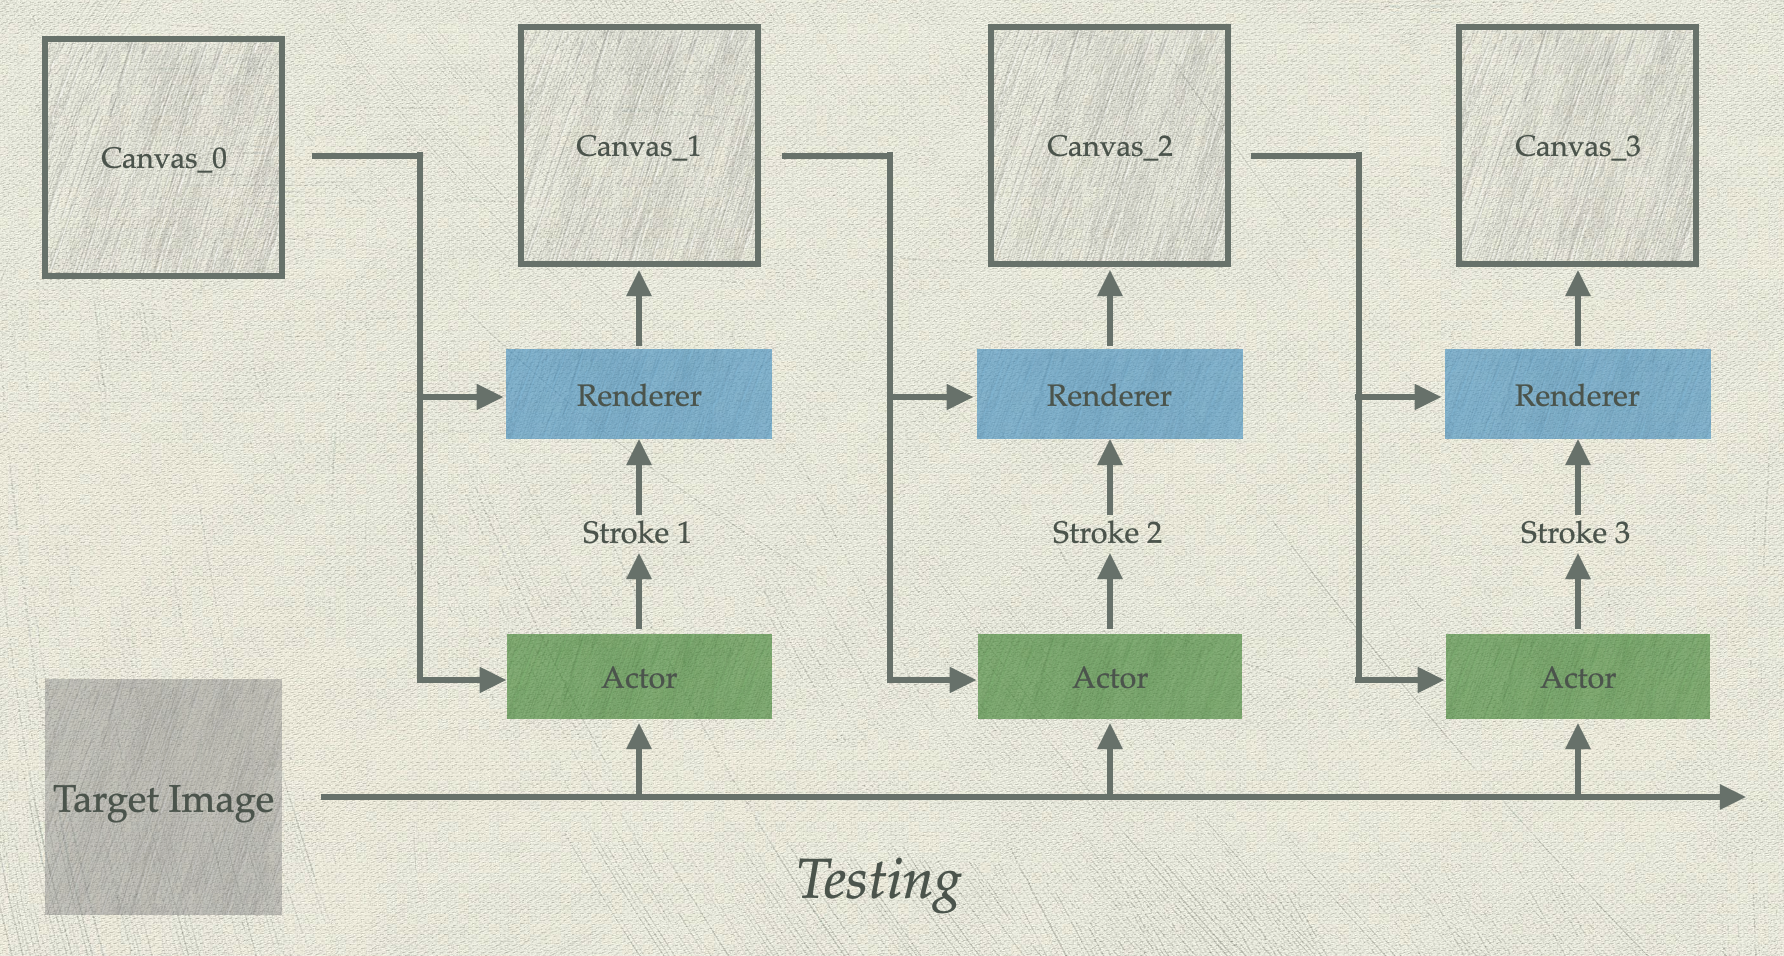 Canvas_0
Canvas_1
Canvas_2
Canvas_3
Renderer
Renderer
Renderer
Stroke 1
Stroke 2
Stroke 3
Actor
Actor
Actor
Target Image
Testing